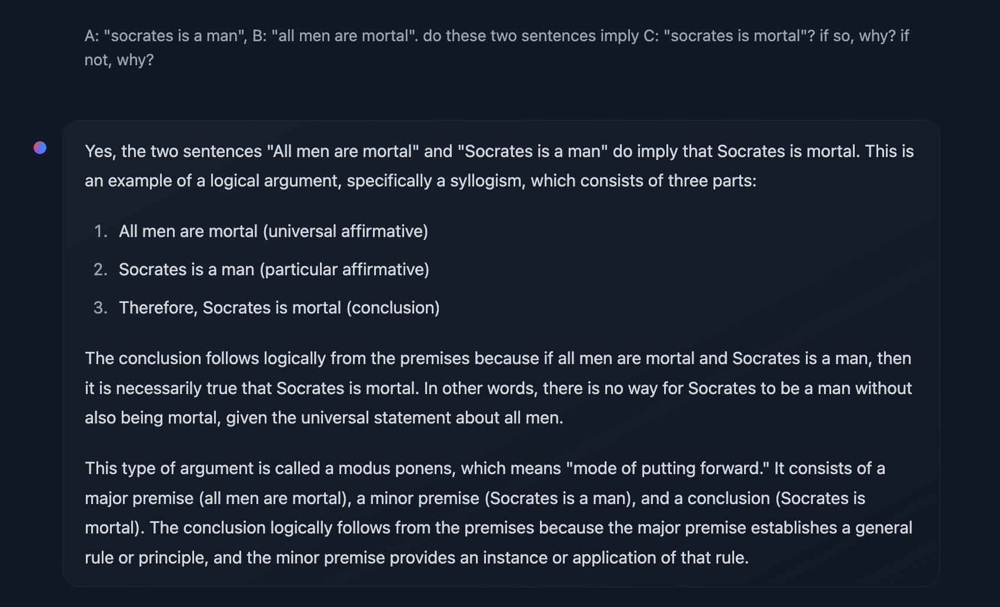 A: "socrates is a man", B: "all men are mortal". do these two sentences imply C: "socrates is mortal"? if so, why? if
not, why?
Yes, the two sentences "All men are mortal" and "Socrates is a man" do imply that Socrates is mortal. This is
an example of a logical argument, specifically a syllogism, which consists of three parts:
1. All men are mortal (universal affirmative)
2. Socrates is a man (particular affirmative)
3. Therefore, Socrates is mortal (conclusion)
The conclusion follows logically from the premises because if all men are mortal and Socrates is a man, then
it is necessarily true that Socrates is mortal. In other words, there is no way for Socrates to be a man without
also being mortal, given the universal statement about all men.
This type of argument is called a modus ponens, which means "mode of putting forward." It consists of a
major premise (all men are mortal), a minor premise (Socrates is a man), and a conclusion (Socrates is
mortal). The conclusion logically follows from the premises because the major premise establishes a general
rule or principle, and the minor premise provides an instance or application of that rule.